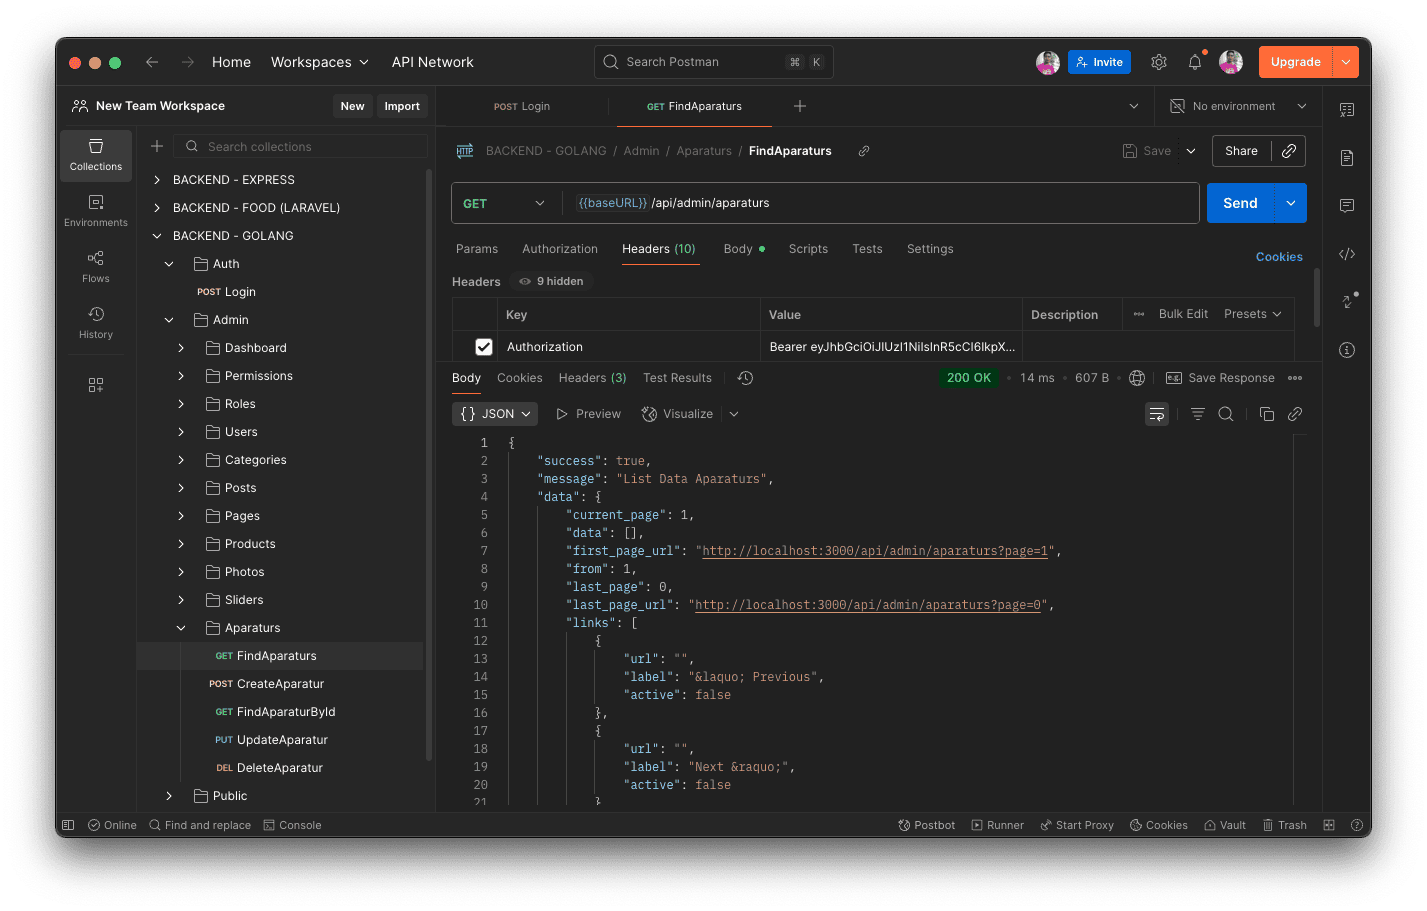 Home Workspaces API Network Search Postman ⌘ K Invite Upgrade
New Team Workspace New Import
POST Login GET FindAparaturs No environment
Collections
Environments
Flows
History
Search collections
BACKEND - EXPRESS
BACKEND - FOOD (LARAVEL)
BACKEND - GOLANG
Auth
POST Login
Admin
Dashboard
Permissions
Roles
Users
Categories
Posts
Pages
Products
Photos
Sliders
Aparaturs
GET FindAparaturs
POST CreateAparatur
GET FindAparaturById
PUT UpdateAparatur
DEL DeleteAparatur
Public
HTTP BACKEND - GOLANG / Admin / Aparaturs / FindAparaturs Save Share
GET {{baseURL}} /api/admin/aparaturs Send
Params Authorization Headers (10) Body Scripts Tests Settings Cookies
Headers 9 hidden
Key Value Description Bulk Edit Presets
Authorization Bearer eyJhbGciOiJIUzI1NiIsInR5cCI6IkpX...
Body Cookies Headers (3) Test Results 200 OK 14 ms 607 B e.g. Save Response
{} JSON Preview Visualize
1 {
2 "success": true,
3 "message": "List Data Aparaturs",
4 "data": {
5 "current_page": 1,
6 "data": [],
7 "first_page_url": "http://localhost:3000/api/admin/aparaturs?page=1",
8 "from": 1,
9 "last_page": 0,
10 "last_page_url": "http://localhost:3000/api/admin/aparaturs?page=0",
11 "links": [
12 {
13 "url": "",
14 "label": "&laquo; Previous",
15 "active": false
16 },
17 {
18 "url": "",
19 "label": "Next &raquo;",
20 "active": false
21 }
Online Find and replace Console Postbot Runner Start Proxy Cookies Vault Trash